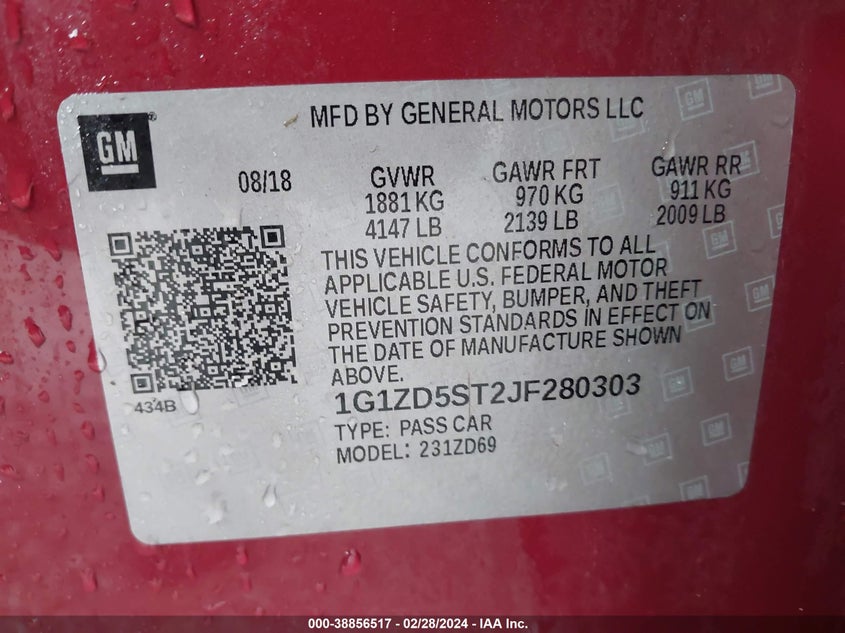 GM
MFD BY GENERAL MOTORS LLC
08/18
GVWR
1881 KG
4147 LB
GAWR FRT
970 KG
2139 LB
GAWR RR
911 KG
2009 LB
THIS VEHICLE CONFORMS TO ALL
APPLICABLE U.S. FEDERAL MOTOR
VEHICLE SAFETY, BUMPER, AND THEFT
PREVENTION STANDARDS IN EFFECT ON
THE DATE OF MANUFACTURE SHOWN
ABOVE.
434B
1G1ZD5ST2JF280303
TYPE: PASS CAR
MODEL: 231ZD69
000-38856517 - 02/28/2024 - IAA Inc.